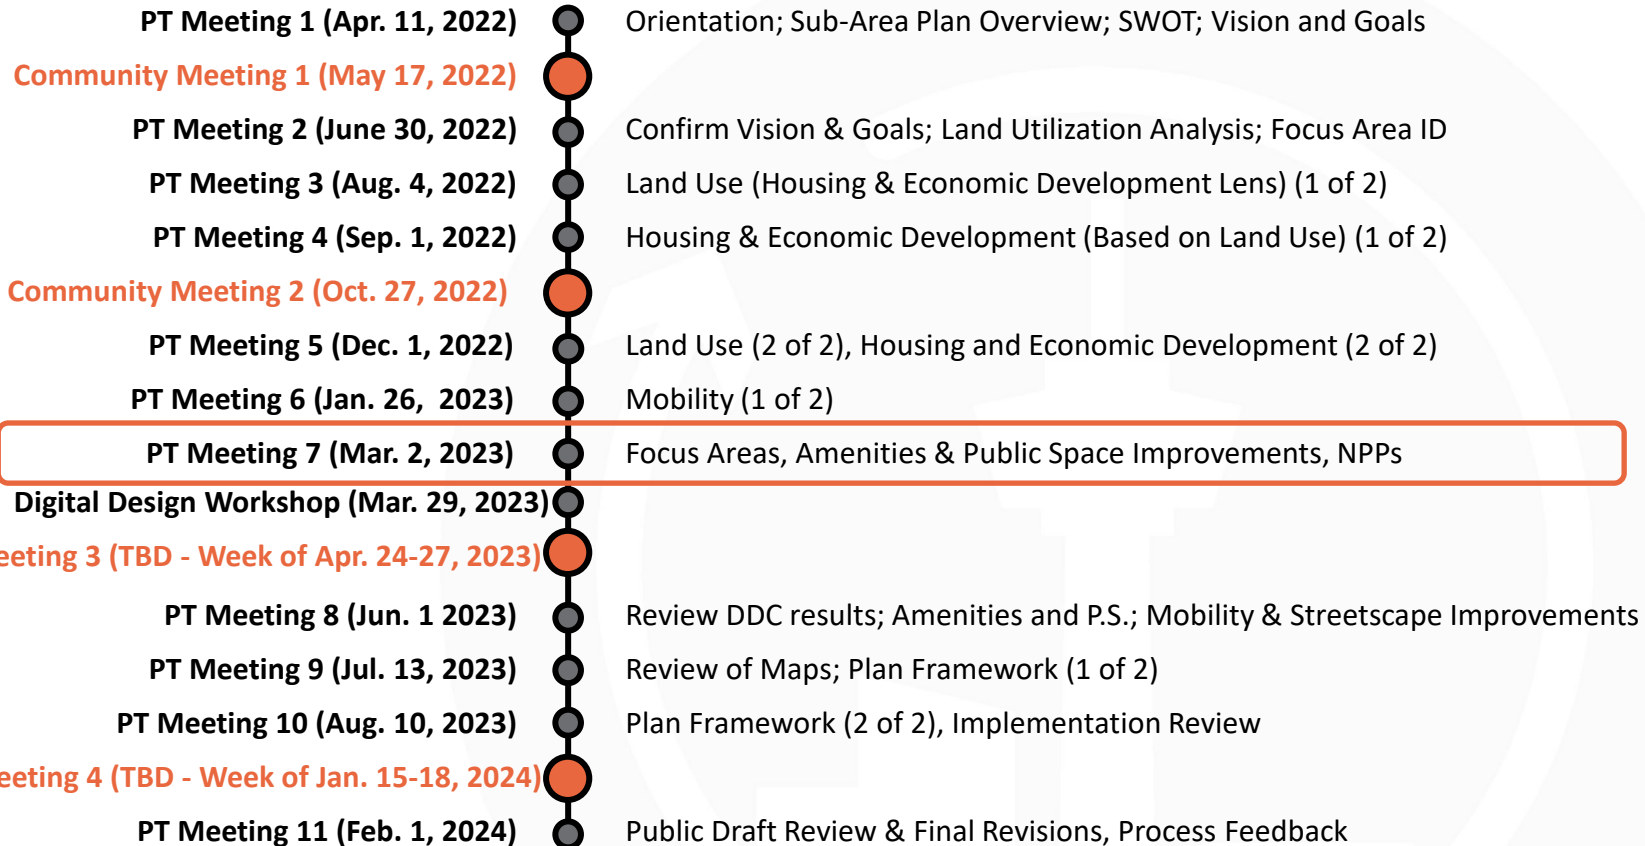 PT Meeting 1 (Apr. 11, 2022) Orientation; Sub-Area Plan Overview; SWOT; Vision and Goals
Community Meeting 1 (May 17, 2022)
PT Meeting 2 (June 30, 2022) Confirm Vision & Goals; Land Utilization Analysis; Focus Area ID
PT Meeting 3 (Aug. 4, 2022) Land Use (Housing & Economic Development Lens) (1 of 2)
PT Meeting 4 (Sep. 1, 2022) Housing & Economic Development (Based on Land Use) (1 of 2)
Community Meeting 2 (Oct. 27, 2022)
PT Meeting 5 (Dec. 1, 2022) Land Use (2 of 2), Housing and Economic Development (2 of 2)
PT Meeting 6 (Jan. 26, 2023) Mobility (1 of 2)
PT Meeting 7 (Mar. 2, 2023) Focus Areas, Amenities & Public Space Improvements, NPPs
Digital Design Workshop (Mar. 29, 2023)
eeting 3 (TBD - Week of Apr. 24-27, 2023)
PT Meeting 8 (Jun. 1 2023) Review DDC results; Amenities and P.S.; Mobility & Streetscape Improvements
PT Meeting 9 (Jul. 13, 2023) Review of Maps; Plan Framework (1 of 2)
PT Meeting 10 (Aug. 10, 2023) Plan Framework (2 of 2), Implementation Review
eeting 4 (TBD - Week of Jan. 15-18, 2024)
PT Meeting 11 (Feb. 1, 2024) Public Draft Review & Final Revisions, Process Feedback